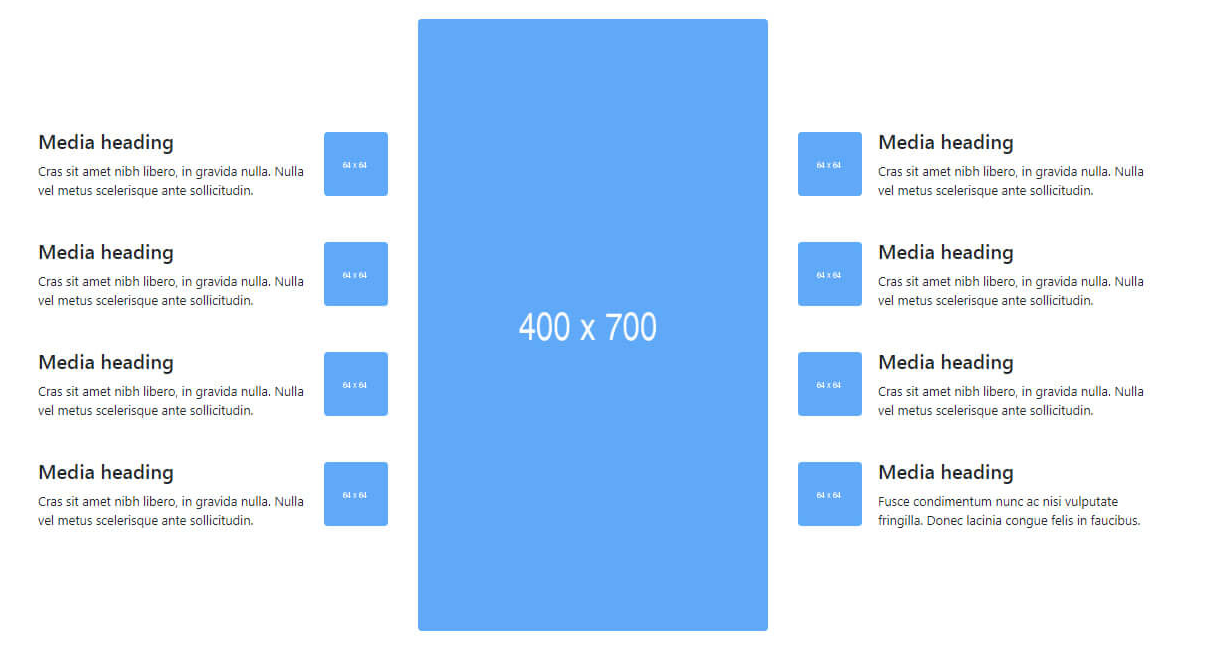 Media heading
Cras sit amet nibh libero, in gravida nulla. Nulla
vel metus scelerisque ante sollicitudin.
64 x 64
Media heading
Cras sit amet nibh libero, in gravida nulla. Nulla
vel metus scelerisque ante sollicitudin.
64 x 64
Media heading
Cras sit amet nibh libero, in gravida nulla. Nulla
vel metus scelerisque ante sollicitudin.
64 x 64
Media heading
Cras sit amet nibh libero, in gravida nulla. Nulla
vel metus scelerisque ante sollicitudin.
64 x 64
400 x 700
64 x 64
Media heading
Cras sit amet nibh libero, in gravida nulla. Nulla
vel metus scelerisque ante sollicitudin.
64 x 64
Media heading
Cras sit amet nibh libero, in gravida nulla. Nulla
vel metus scelerisque ante sollicitudin.
64 x 64
Media heading
Cras sit amet nibh libero, in gravida nulla. Nulla
vel metus scelerisque ante sollicitudin.
64 x 64
Media heading
Fusce condimentum nunc ac nisi vulputate
fringilla. Donec lacinia congue felis in faucibus.